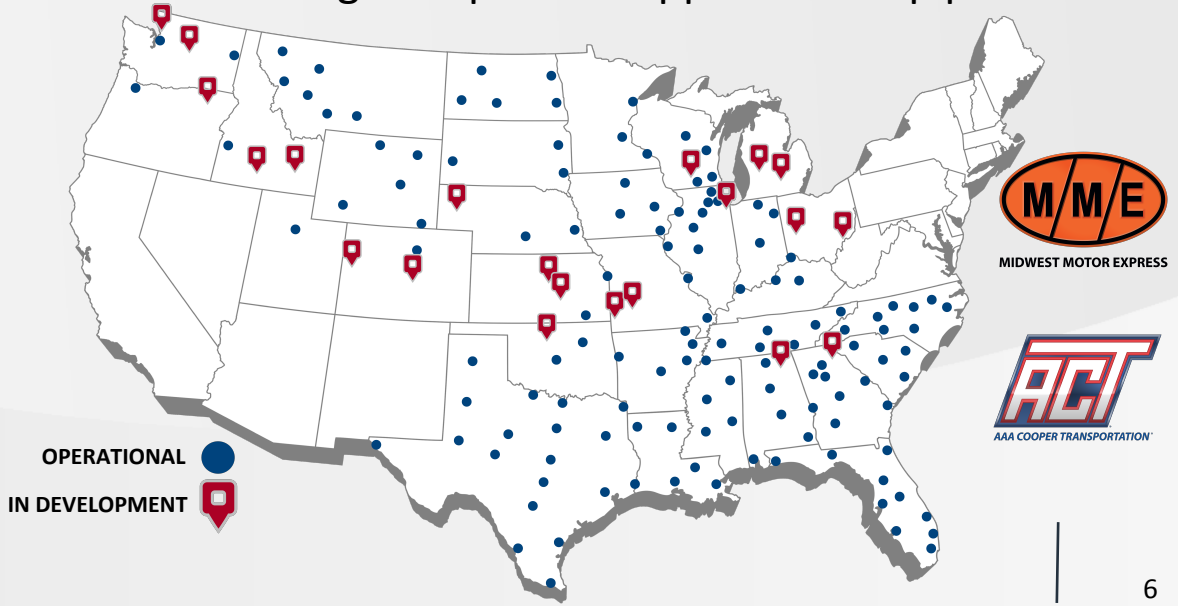 M/M/E
MIDWEST MOTOR EXPRESS
ACT
AAA COOPER TRANSPORTATION
OPERATIONAL
IN DEVELOPMENT
6